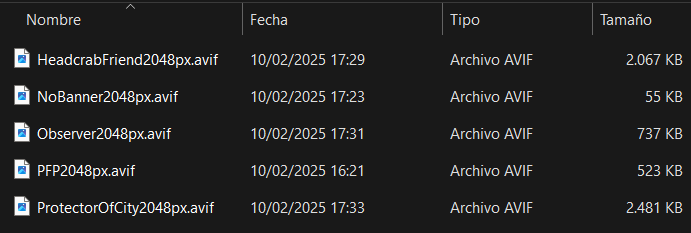 Nombre Fecha Tipo Tamaño
HeadcrabFriend2048px.avif 10/02/2025 17:29 Archivo AVIF 2.067 KB
NoBanner2048px.avif 10/02/2025 17:23 Archivo AVIF 55 KB
Observer2048px.avif 10/02/2025 17:31 Archivo AVIF 737 KB
PFP2048px.avif 10/02/2025 16:21 Archivo AVIF 523 KB
ProtectorOfCity2048px.avif 10/02/2025 17:33 Archivo AVIF 2.481 KB